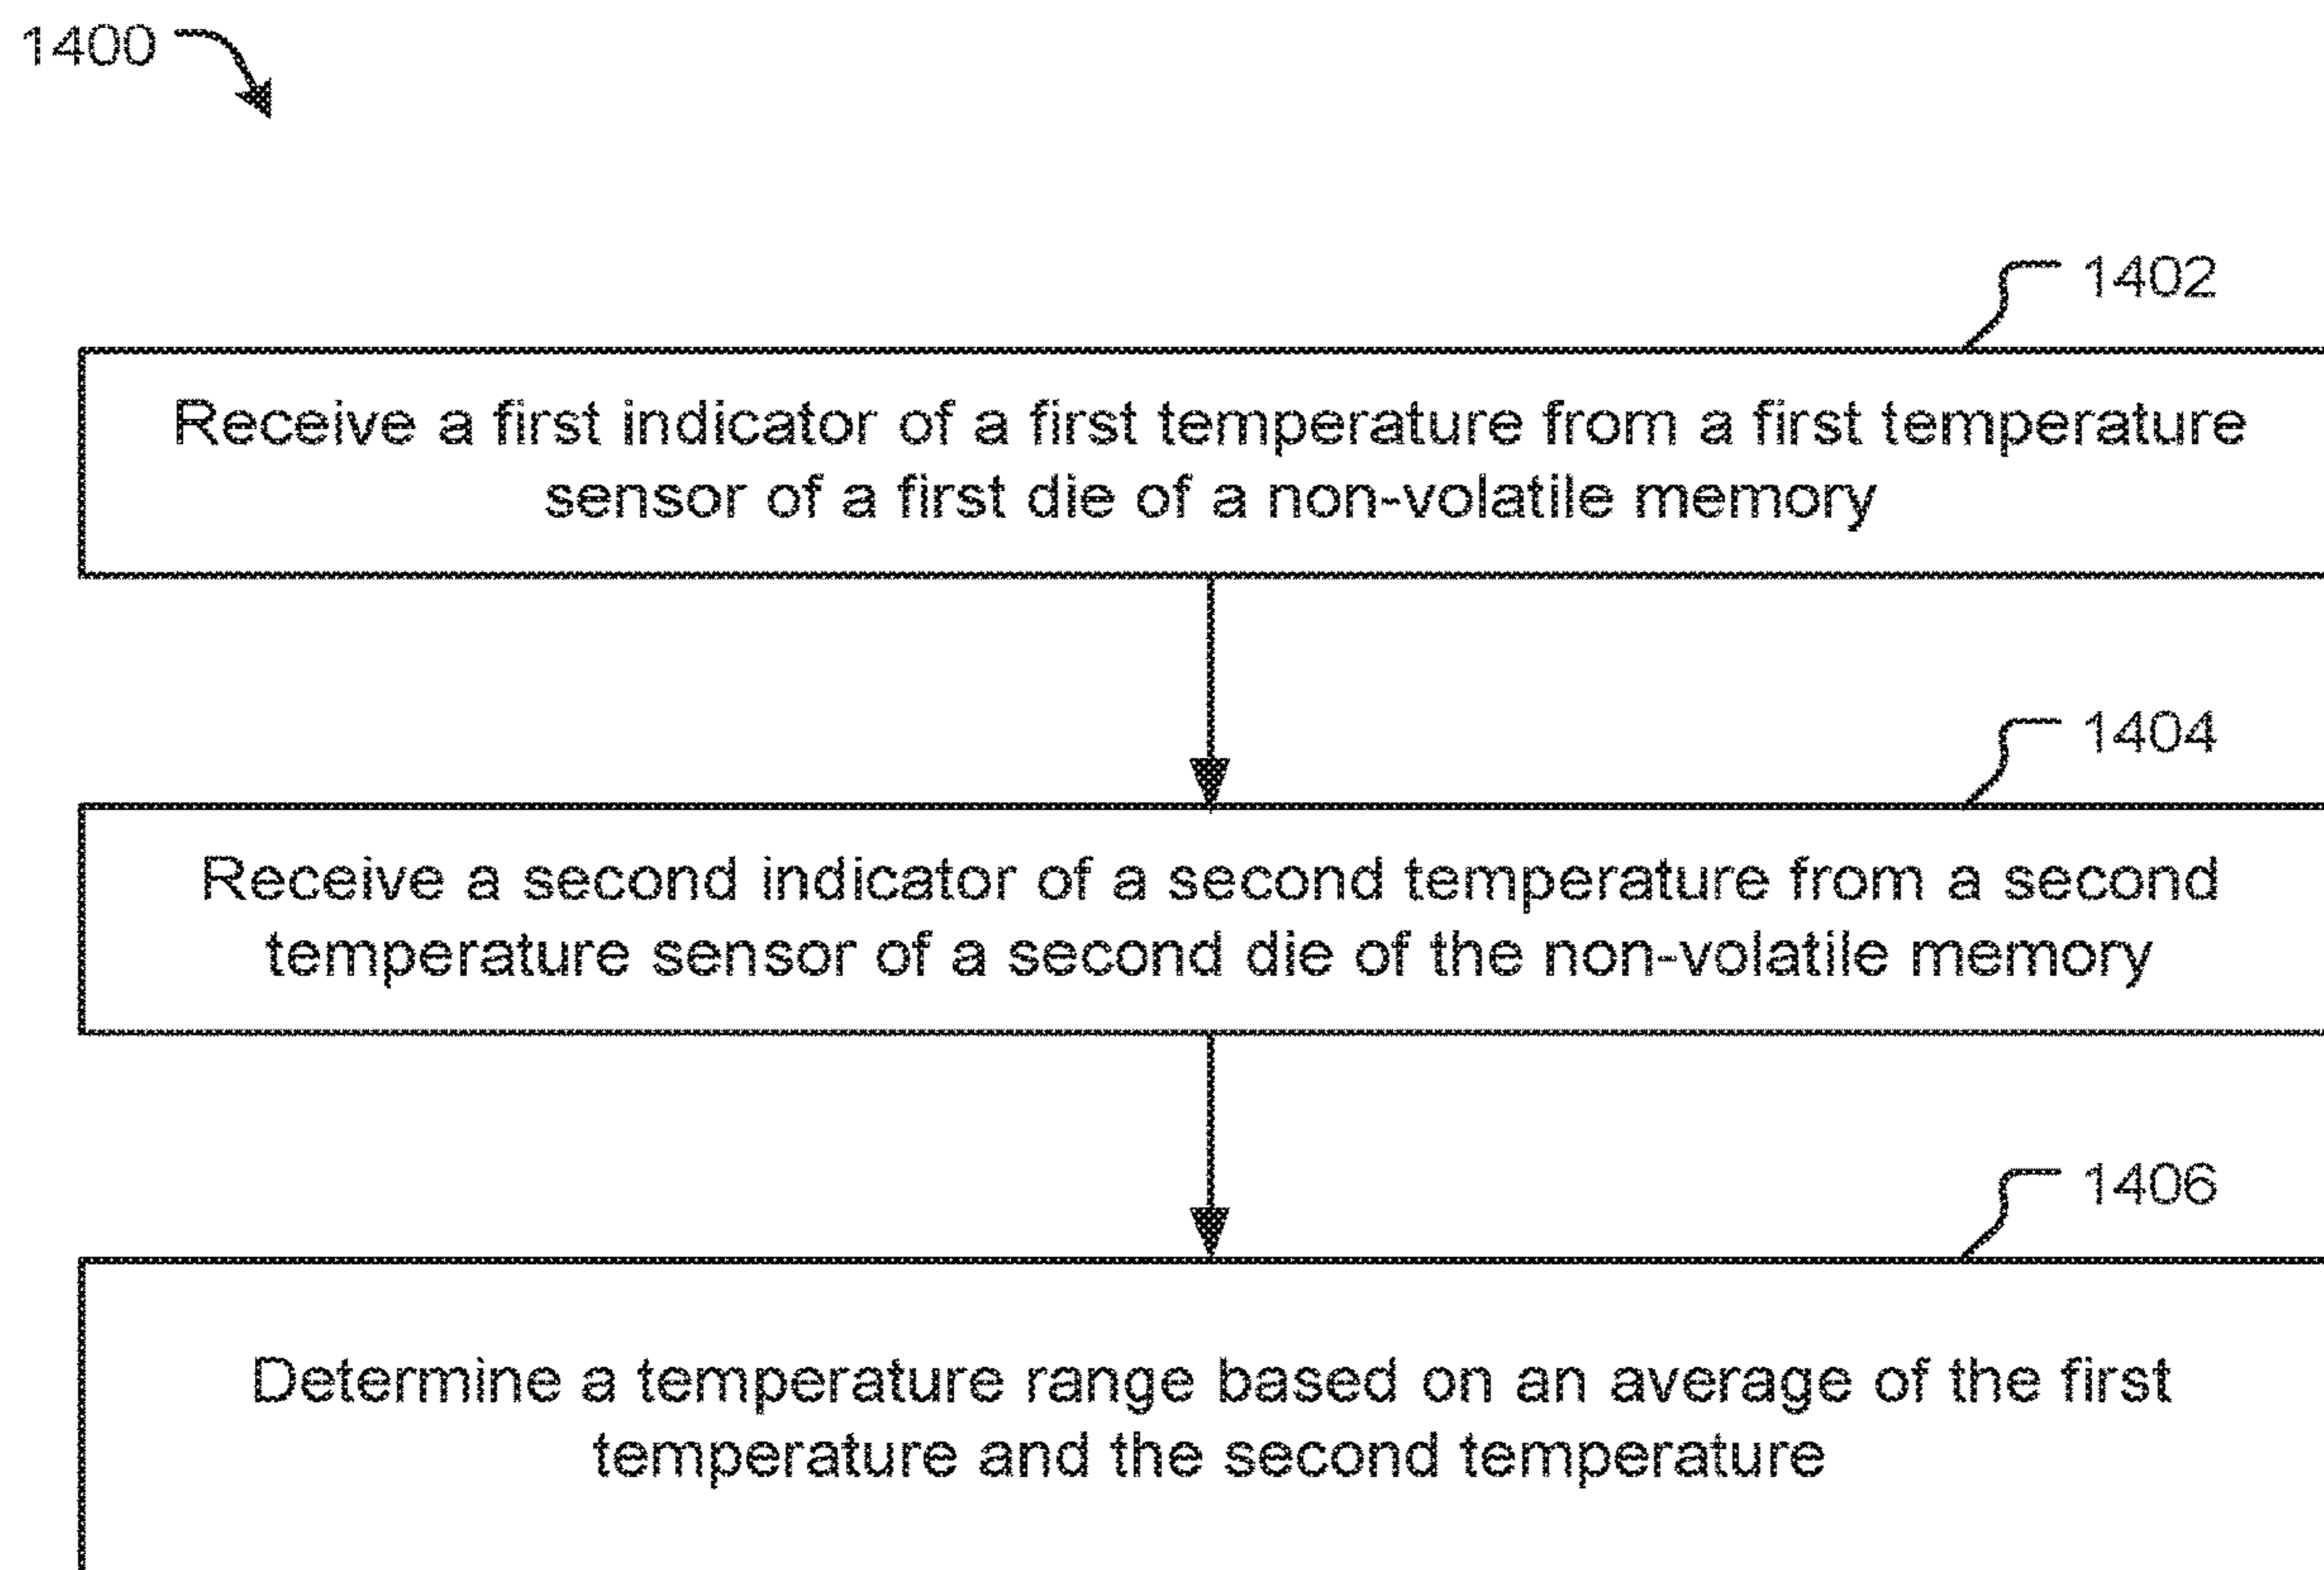 1400
1402
Receive a first indicator of a first temperature from a first temperature
sensor of a first die of a non-volatile memory
1404
Receive a second indicator of a second temperature from a second
temperature sensor of a second die of the non-volatile memory
1406
Determine a temperature range based on an average of the first
temperature and the second temperature